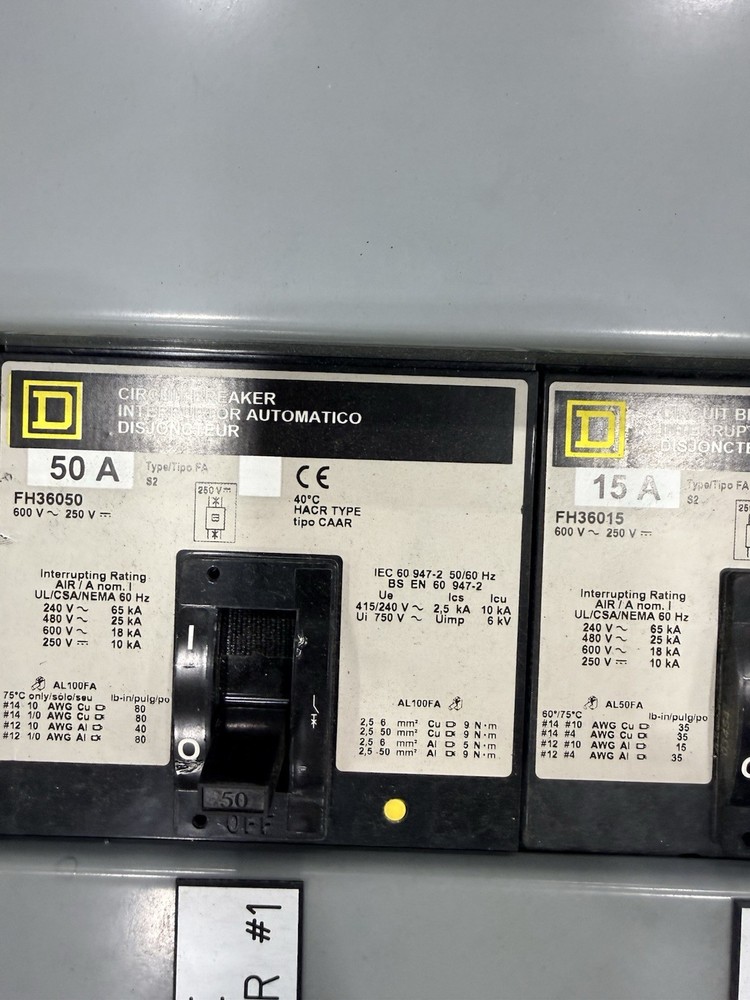 D
CIRCUIT BREAKER
INTERRUPTOR AUTOMATICO
DISJONCTEUR
50 A
Type/Tipo FA
S2
FH36050
600 V ~ 250 V ⎓
250 V ⎓
CE
40°C
HACR TYPE
tipo CAAR
Interrupting Rating
AIR / A nom. I
UL/CSA/NEMA 60 Hz
240 V ~ 65 kA
480 V ~ 25 kA
600 V ~ 18 kA
250 V ⎓ 10 kA
AL100FA
75°C only/sólo/seu lb-in/pulg/po
#14 10 AWG Cu 80
#14 1/0 AWG Cu 80
#12 10 AWG Al 40
#12 1/0 AWG Al 80
I
O
50
OFF
IEC 60 947-2 50/60 Hz
BS EN 60 947-2
Ue Ics Icu
415/240 V ~ 2,5 kA 10 kA
Ui 750 V ~ Uimp 6 kV
AL100FA
2,5 6 mm² Cu 9 N·m
2,5 50 mm² Cu 9 N·m
2,5 6 mm² Al 5 N·m
2,5 50 mm² Al 9 N·m
D
CIRCUIT B
INTERRUPT
DISJONCTE
15 A
Type/Tipo FA
S2
FH36015
600 V ~ 250 V ⎓
Interrupting Rating
AIR / A nom. I
UL/CSA/NEMA 60 Hz
240 V ~ 65 kA
480 V ~ 25 kA
600 V ~ 18 kA
250 V ⎓ 10 kA
AL50FA
60°/75°C lb-in/pulg/po
#14 #10 AWG Cu 35
#14 #4 AWG Cu 35
#12 #10 AWG Al 15
#12 #4 AWG Al 35
R #1